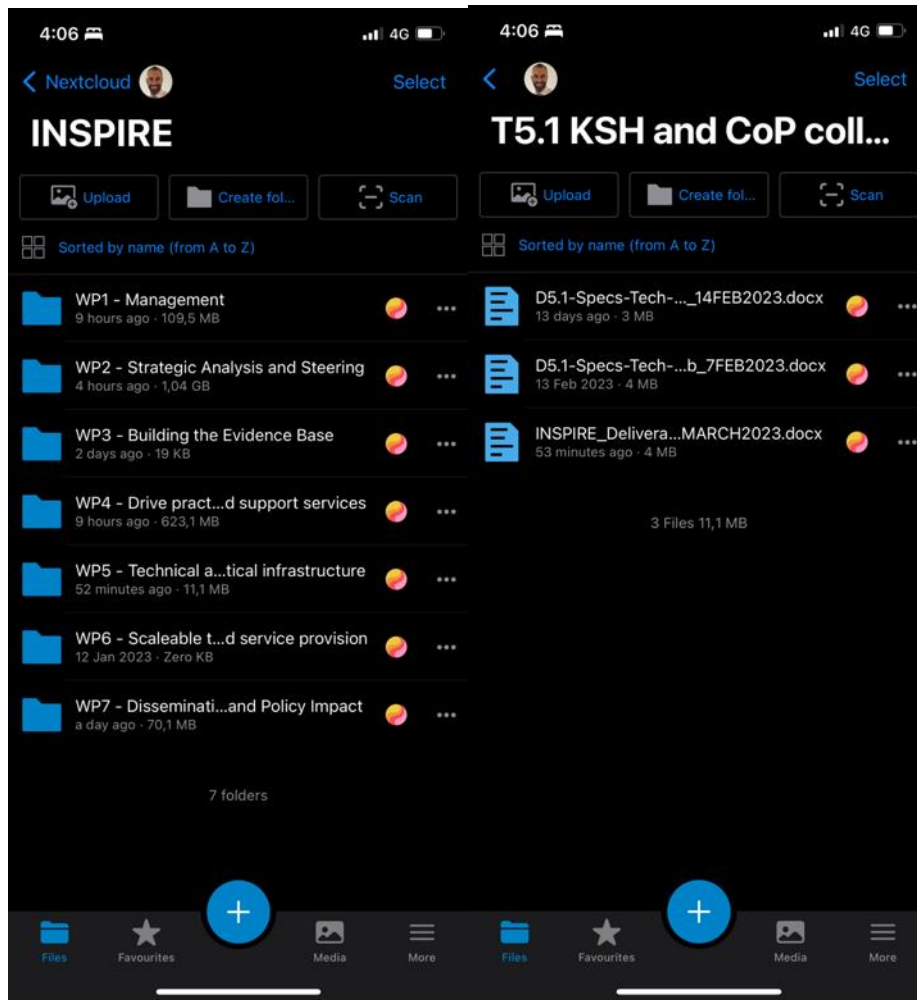 4:06
4G
Nextcloud
Select
INSPIRE
Upload
Create fol...
Scan
Sorted by name (from A to Z)
WP1 - Management
9 hours ago · 109,5 MB
WP2 - Strategic Analysis and Steering
4 hours ago · 1,04 GB
WP3 - Building the Evidence Base
2 days ago · 19 KB
WP4 - Drive pract...d support services
9 hours ago · 623,1 MB
WP5 - Technical a...tical infrastructure
52 minutes ago · 11,1 MB
WP6 - Scaleable t...d service provision
12 Jan 2023 · Zero KB
WP7 - Disseminati...and Policy Impact
a day ago · 70,1 MB
7 folders
Files
Favourites
Media
More
4:06
4G
Select
T5.1 KSH and CoP coll...
Upload
Create fol...
Scan
Sorted by name (from A to Z)
D5.1-Specs-Tech-..._14FEB2023.docx
13 days ago · 3 MB
D5.1-Specs-Tech-...b_7FEB2023.docx
13 Feb 2023 · 4 MB
INSPIRE_Delivera...MARCH2023.docx
53 minutes ago · 4 MB
3 Files 11,1 MB
Files
Favourites
Media
More